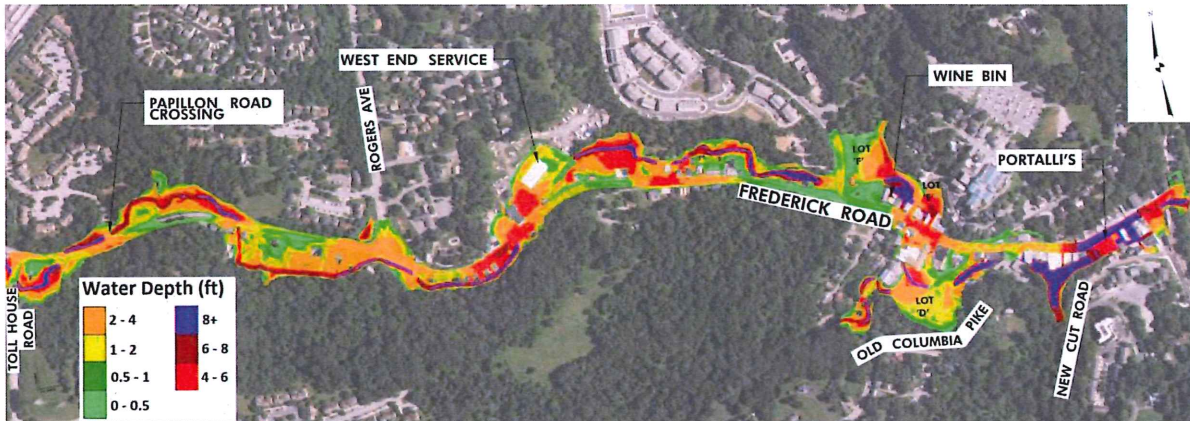 WEST END SERVICE
WINE BIN
PAPILLON ROAD
CROSSING
ROGERS AVE
PORTALLI'S
LOT
FREDERICK ROAD
LOT
Water Depth (ft)
2 - 4
8+
1 - 2
6 - 8
0.5 - 1
4 - 6
0 - 0.5
TOLL HOUSE
ROAD
LOT
'D'
OLD COLUMBIA PIKE
NEW CUT ROAD
N